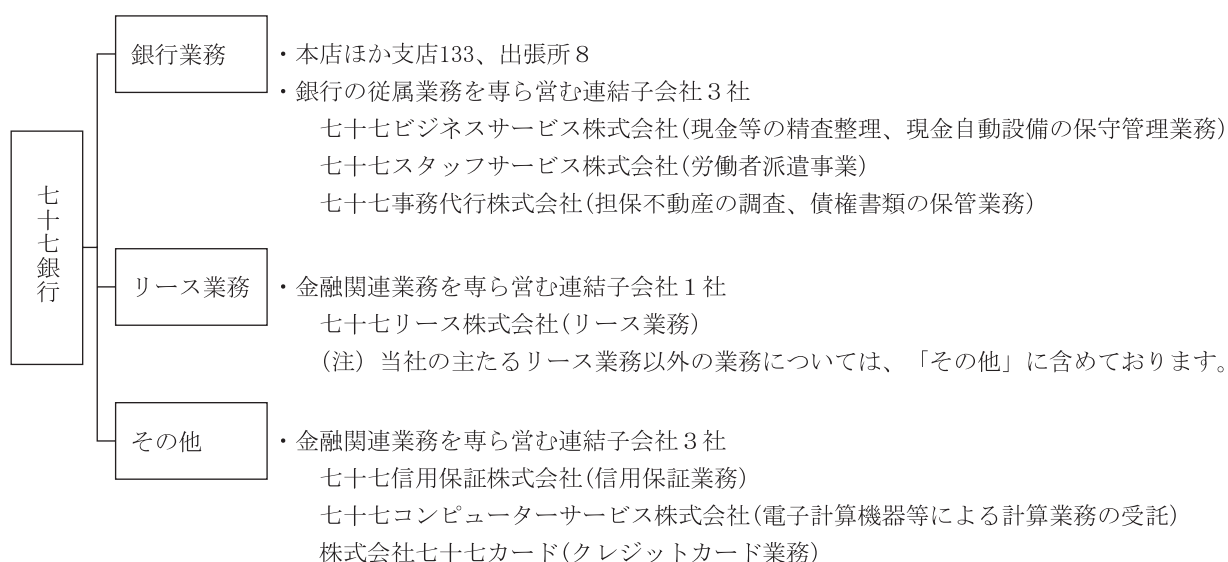 七十七銀行
銀行業務
・本店ほか支店133、出張所８
・銀行の従属業務を専ら営む連結子会社３社
七十七ビジネスサービス株式会社(現金等の精査整理、現金自動設備の保守管理業務)
七十七スタッフサービス株式会社(労働者派遣事業)
七十七事務代行株式会社(担保不動産の調査、債権書類の保管業務)
リース業務
・金融関連業務を専ら営む連結子会社１社
七十七リース株式会社(リース業務)
(注) 当社の主たるリース業務以外の業務については、「その他」に含めております。
その他
・金融関連業務を専ら営む連結子会社３社
七十七信用保証株式会社(信用保証業務)
七十七コンピューターサービス株式会社(電子計算機器等による計算業務の受託)
株式会社七十七カード(クレジットカード業務)